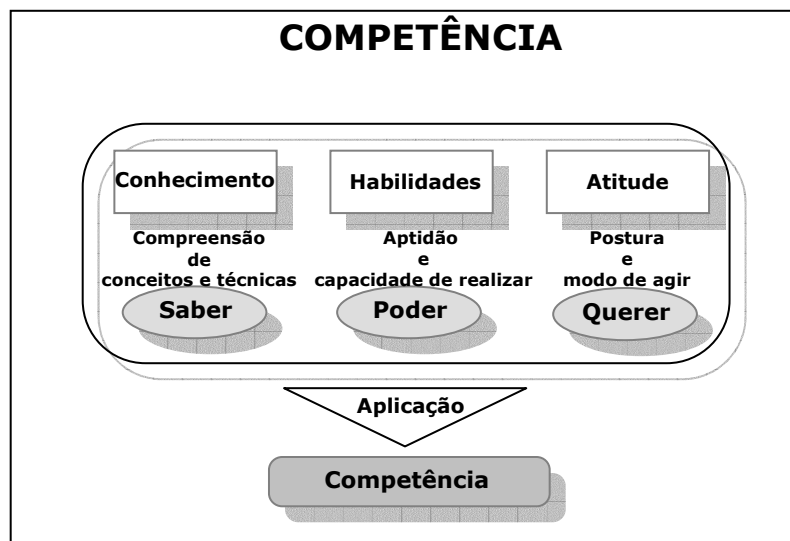 COMPETÊNCIA
Conhecimento
Habilidades
Atitude
Compreensão
de
conceitos e técnicas
Aptidão
e
capacidade de realizar
Postura
e
modo de agir
Saber
Poder
Querer
Aplicação
Competência